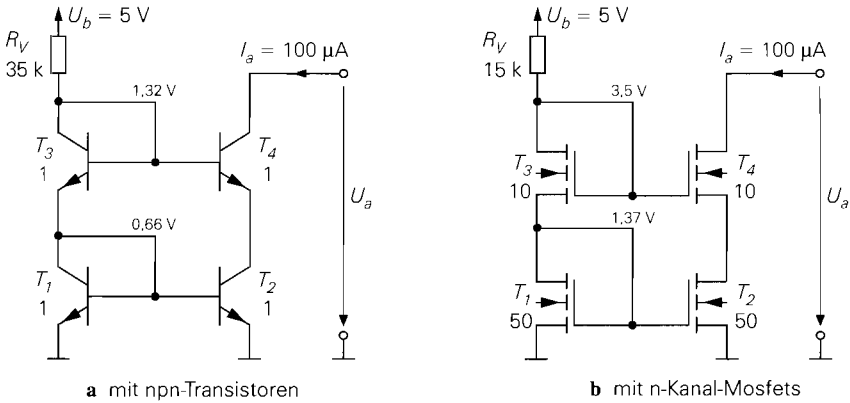 U_b = 5 V
R_V
35 k
I_a = 100 µA
1,32 V
T_3
1
T_4
1
U_a
0,66 V
T_1
1
T_2
1
a mit npn-Transistoren
U_b = 5 V
R_V
15 k
I_a = 100 µA
3,5 V
T_3
10
T_4
10
U_a
1,37 V
T_1
50
T_2
50
b mit n-Kanal-Mosfets